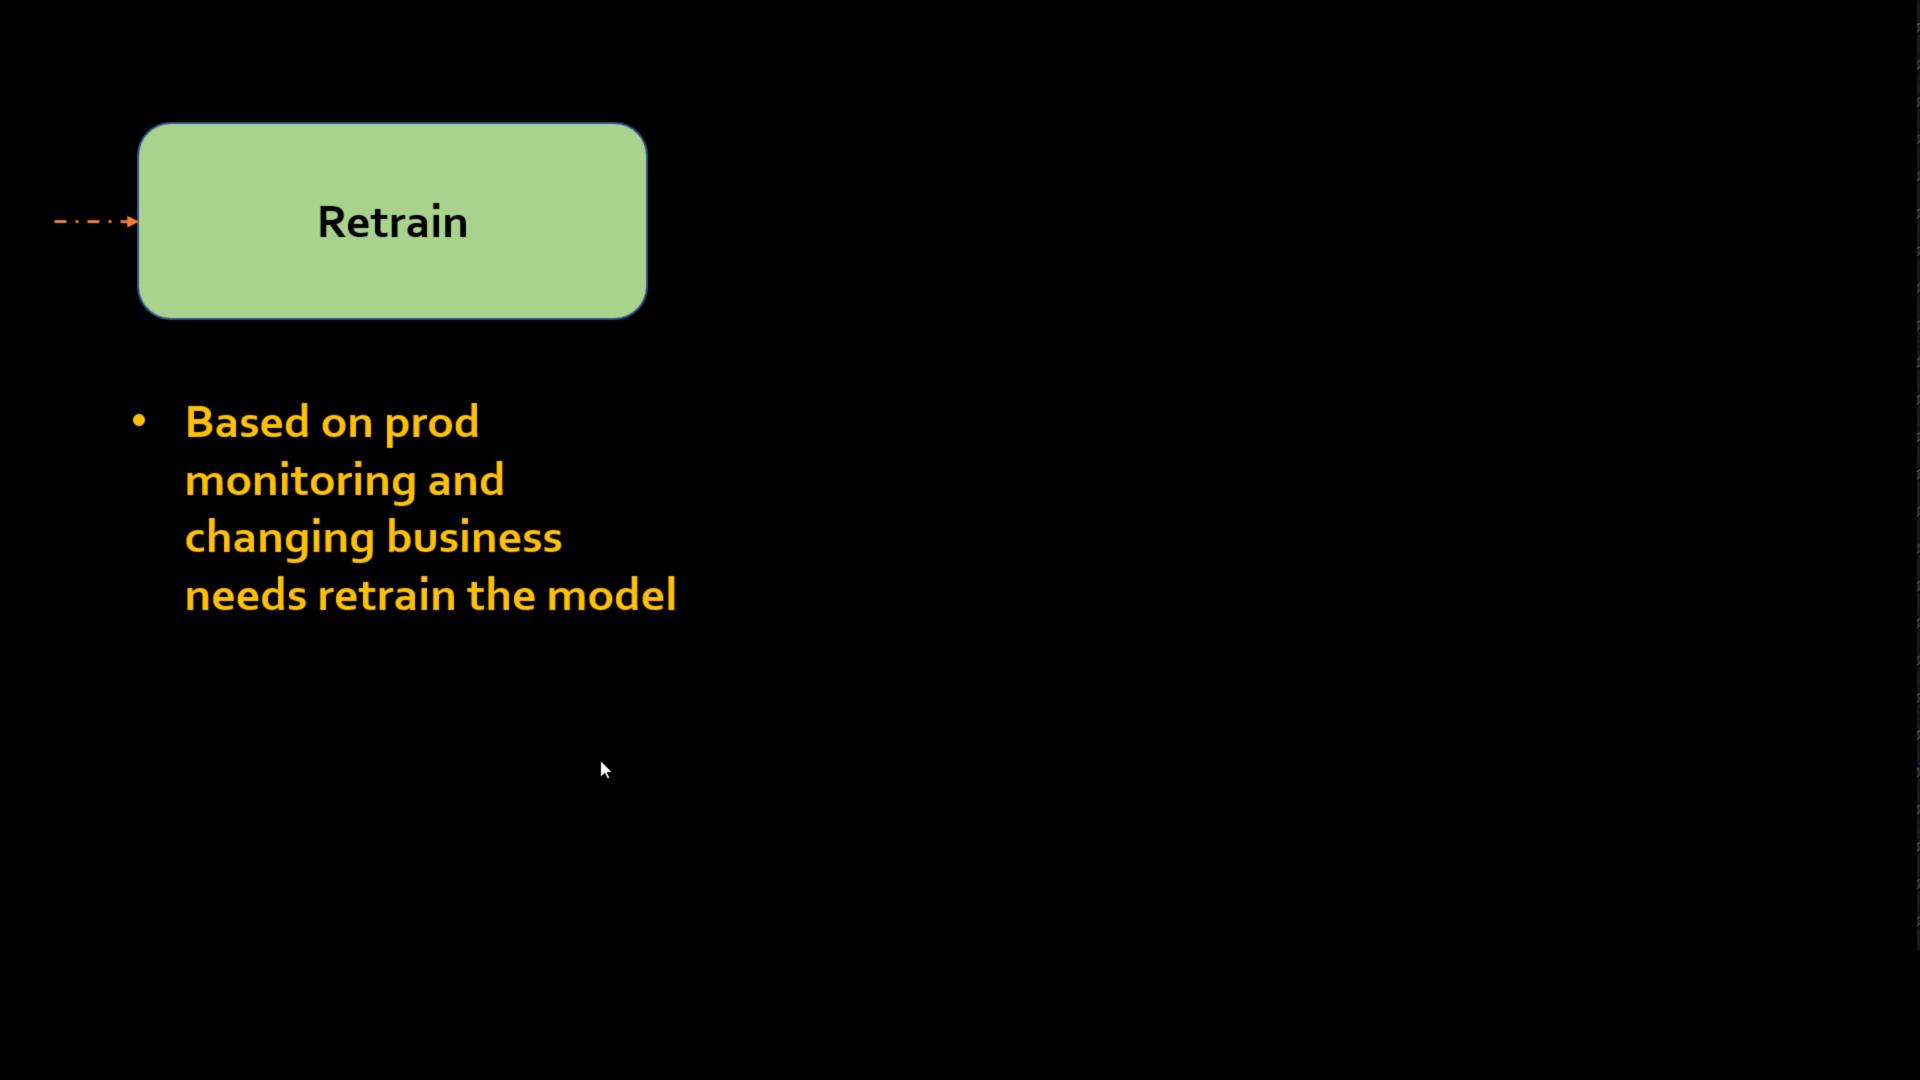 Retrain
• Based on prod
monitoring and
changing business
needs retrain the model